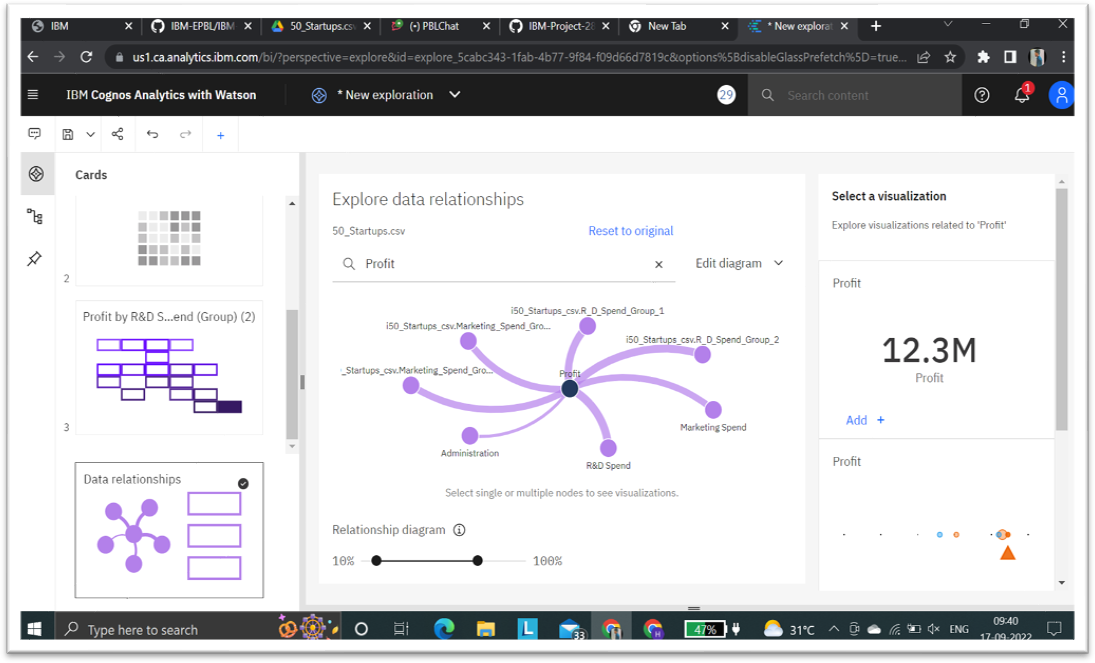 IBM
IBM-EPBL/IBM
50_Startups.csv
(•) PBLChat
IBM-Project-28
New Tab
* New explorat
us1.ca.analytics.ibm.com/bi/?perspective=explore&id=explore_5cabc343-1fab-4b77-9f84-f09d66d7819c&options%5BdisableGlassPrefetch%5D=true...
IBM Cognos Analytics with Watson
* New exploration
29
Search content
1
Cards
2
Profit by R&D S...end (Group) (2)
3
Data relationships
Explore data relationships
50_Startups.csv
Reset to original
Profit
Edit diagram
i50_Startups_csv.R_D_Spend_Group_1
i50_Startups_csv.Marketing_Spend_Gro...
i50_Startups_csv.R_D_Spend_Group_2
_Startups_csv.Marketing_Spend_Gro...
Profit
Marketing Spend
Administration
R&D Spend
Select single or multiple nodes to see visualizations.
Relationship diagram
10%
100%
Select a visualization
Explore visualizations related to 'Profit'
Profit
12.3M
Profit
Add +
Profit
Type here to search
L
33
H
47%
31°C
ENG
09:40
17-09-2022